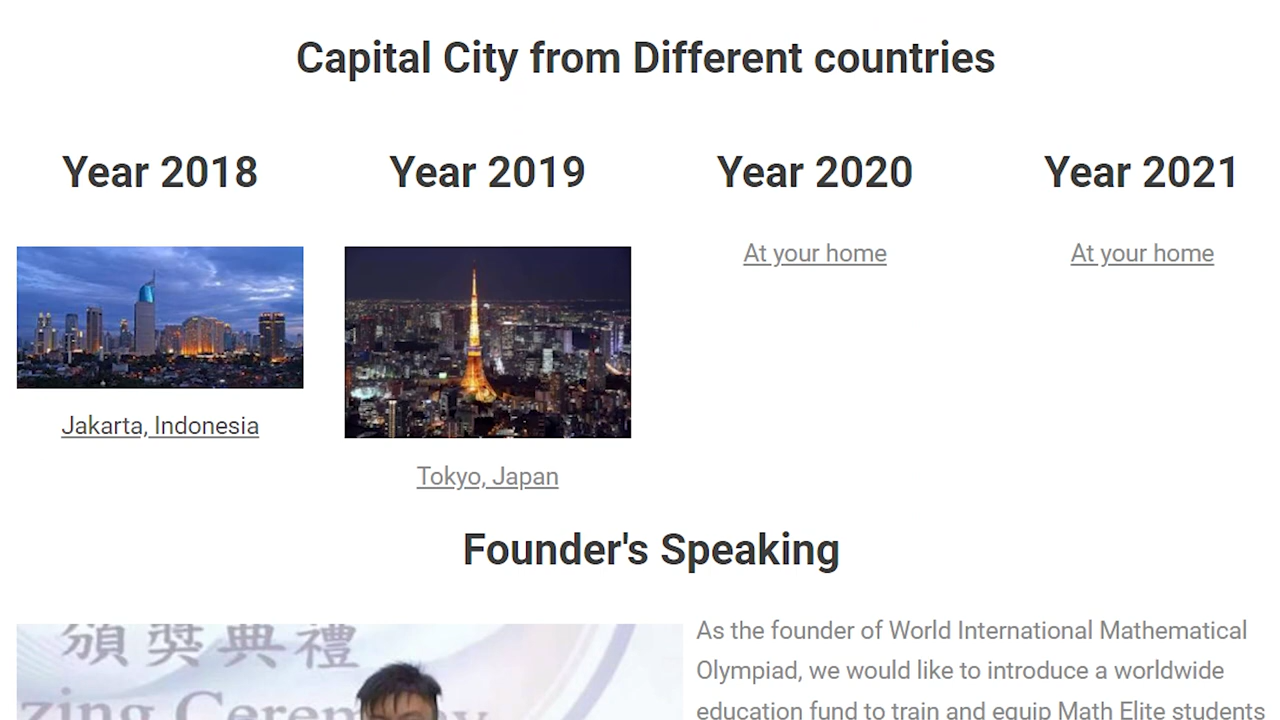 Capital City from Different countries
Year 2018
Year 2019
Year 2020
Year 2021
At your home
At your home
Jakarta, Indonesia
Tokyo, Japan
Founder's Speaking
頒獎典禮
zing Ceremony
As the founder of World International Mathematical
Olympiad, we would like to introduce a worldwide
education fund to train and equip Math Elite students